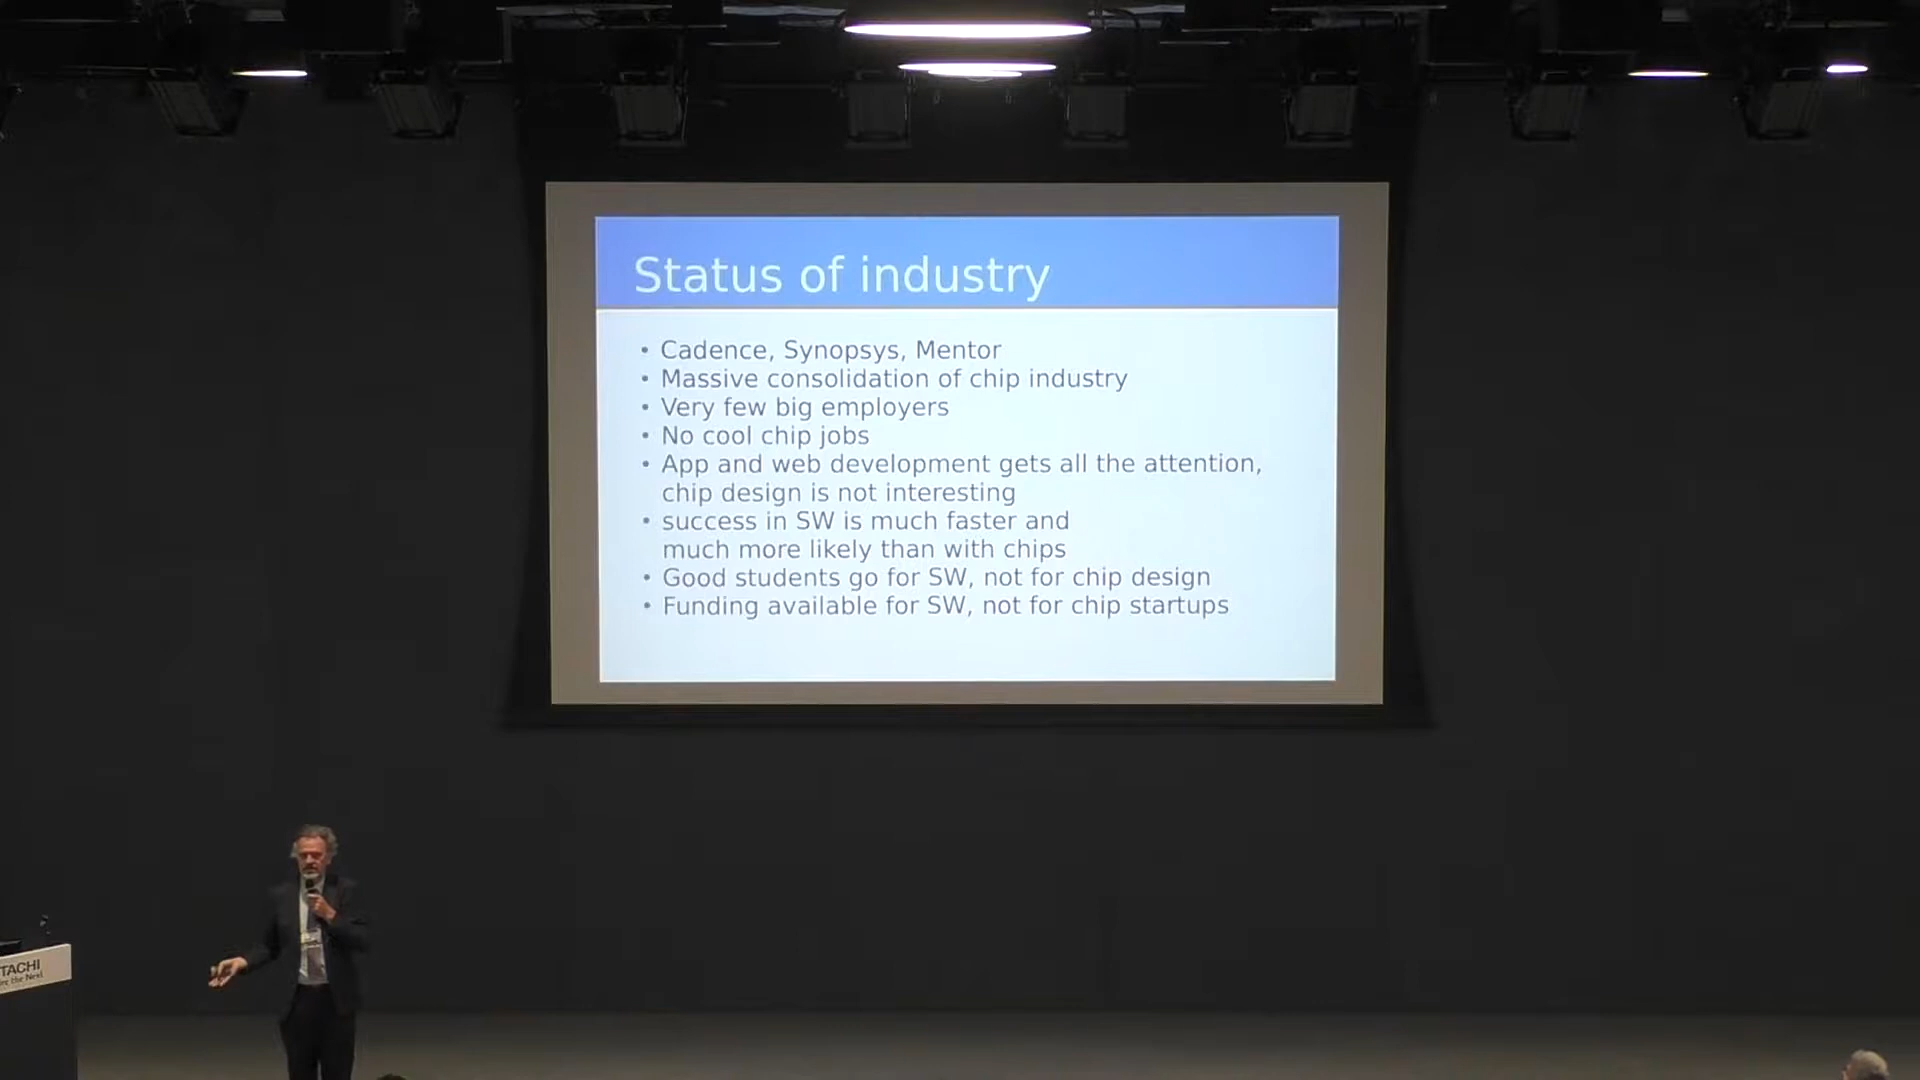 Status of industry
• Cadence, Synopsys, Mentor
• Massive consolidation of chip industry
• Very few big employers
• No cool chip jobs
• App and web development gets all the attention,
chip design is not interesting
• success in SW is much faster and
much more likely than with chips
• Good students go for SW, not for chip design
• Funding available for SW, not for chip startups
TACHI
the Next